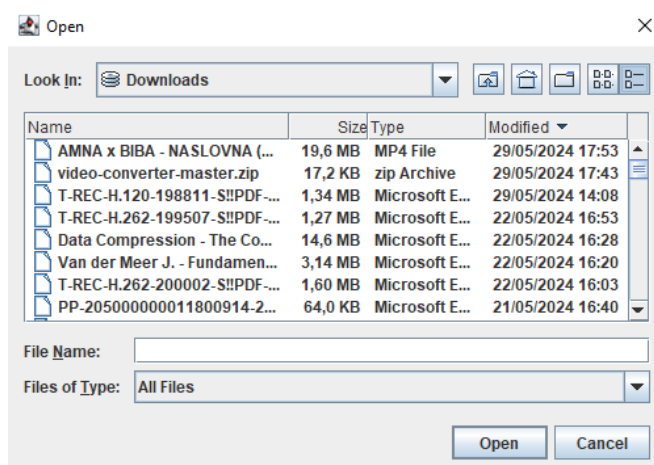 Open
Look In: Downloads
Name Size Type Modified
AMNA x BIBA - NASLOVNA (... 19,6 MB MP4 File 29/05/2024 17:53
video-converter-master.zip 17,2 KB zip Archive 29/05/2024 17:43
T-REC-H.120-198811-S!!PDF-... 1,34 MB Microsoft E... 29/05/2024 14:08
T-REC-H.262-199507-S!!PDF-... 1,27 MB Microsoft E... 22/05/2024 16:53
Data Compression - The Co... 14,6 MB Microsoft E... 22/05/2024 16:28
Van der Meer J. - Fundamen... 3,14 MB Microsoft E... 22/05/2024 16:20
T-REC-H.262-200002-S!!PDF-... 1,60 MB Microsoft E... 22/05/2024 16:03
PP-205000000011800914-2... 64,0 KB Microsoft E... 21/05/2024 16:40
File Name:
Files of Type: All Files
Open Cancel